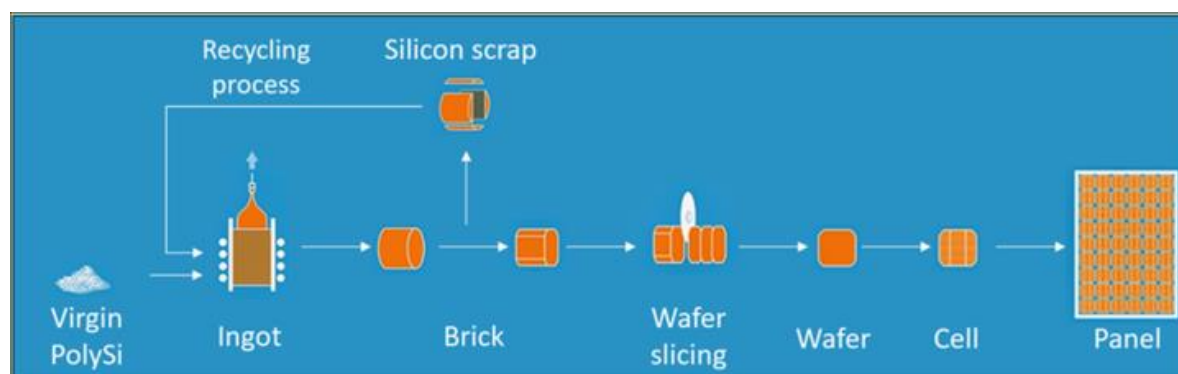 Recycling
process
Silicon scrap
Virgin
PolySi
Ingot
Brick
Wafer
slicing
Wafer
Cell
Panel